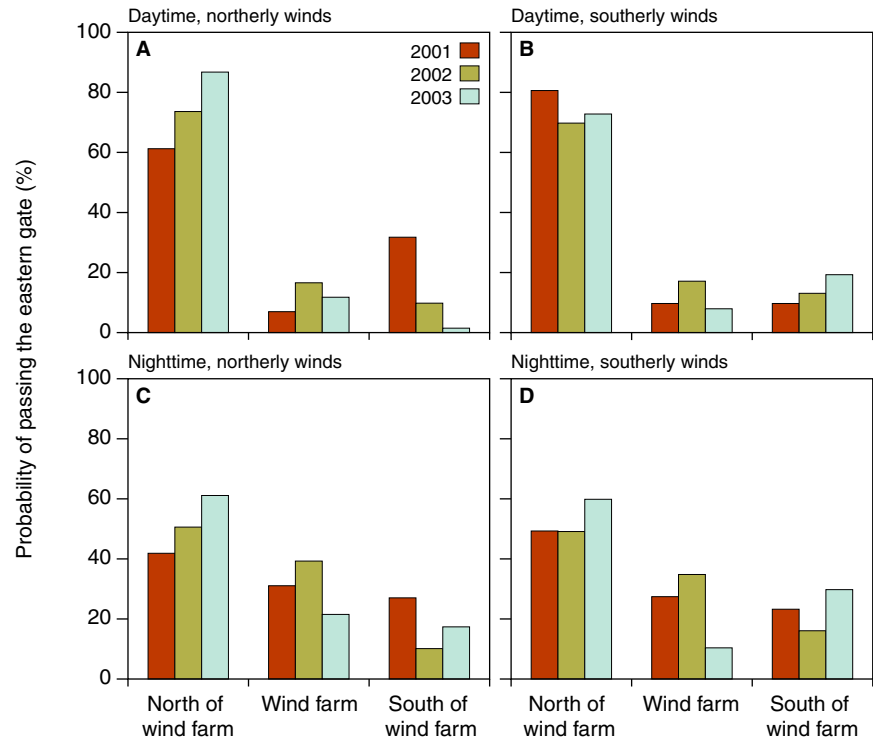 Daytime, northerly winds
Daytime, southerly winds
Probability of passing the eastern gate (%)
100
80
60
40
20
0
A
2001
2002
2003
B
Nighttime, northerly winds
Nighttime, southerly winds
100
80
60
40
20
0
C
D
North of
wind farm
Wind farm
South of
wind farm
North of
wind farm
Wind farm
South of
wind farm